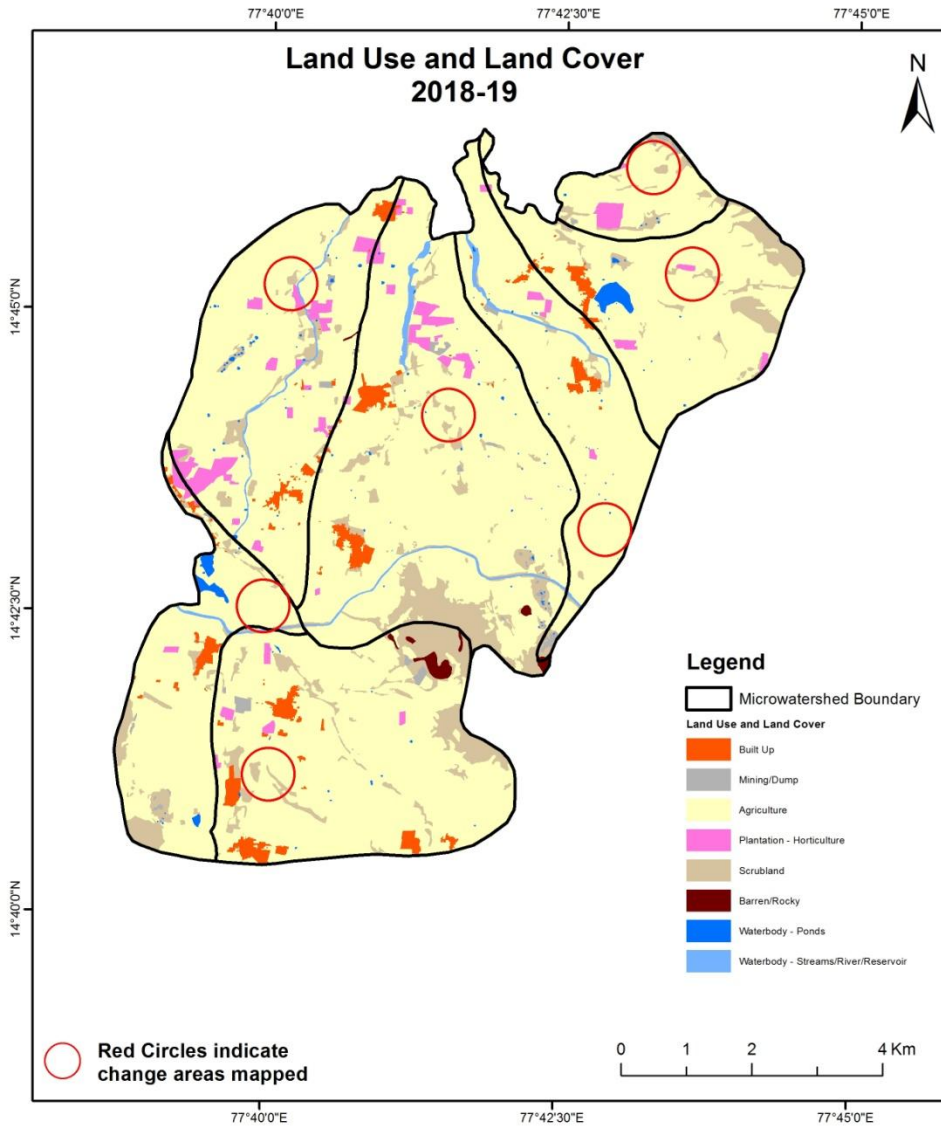 77°40'0"E
77°42'30"E
77°45'0"E
Land Use and Land Cover
2018-19
N
14°45'0"N
14°42'30"N
14°40'0"N
Legend
Microwatershed Boundary
Land Use and Land Cover
Built Up
Mining/Dump
Agriculture
Plantation - Horticulture
Scrubland
Barren/Rocky
Waterbody - Ponds
Waterbody - Streams/River/Reservoir
Red Circles indicate
change areas mapped
0 1 2 4 Km
77°40'0"E
77°42'30"E
77°45'0"E